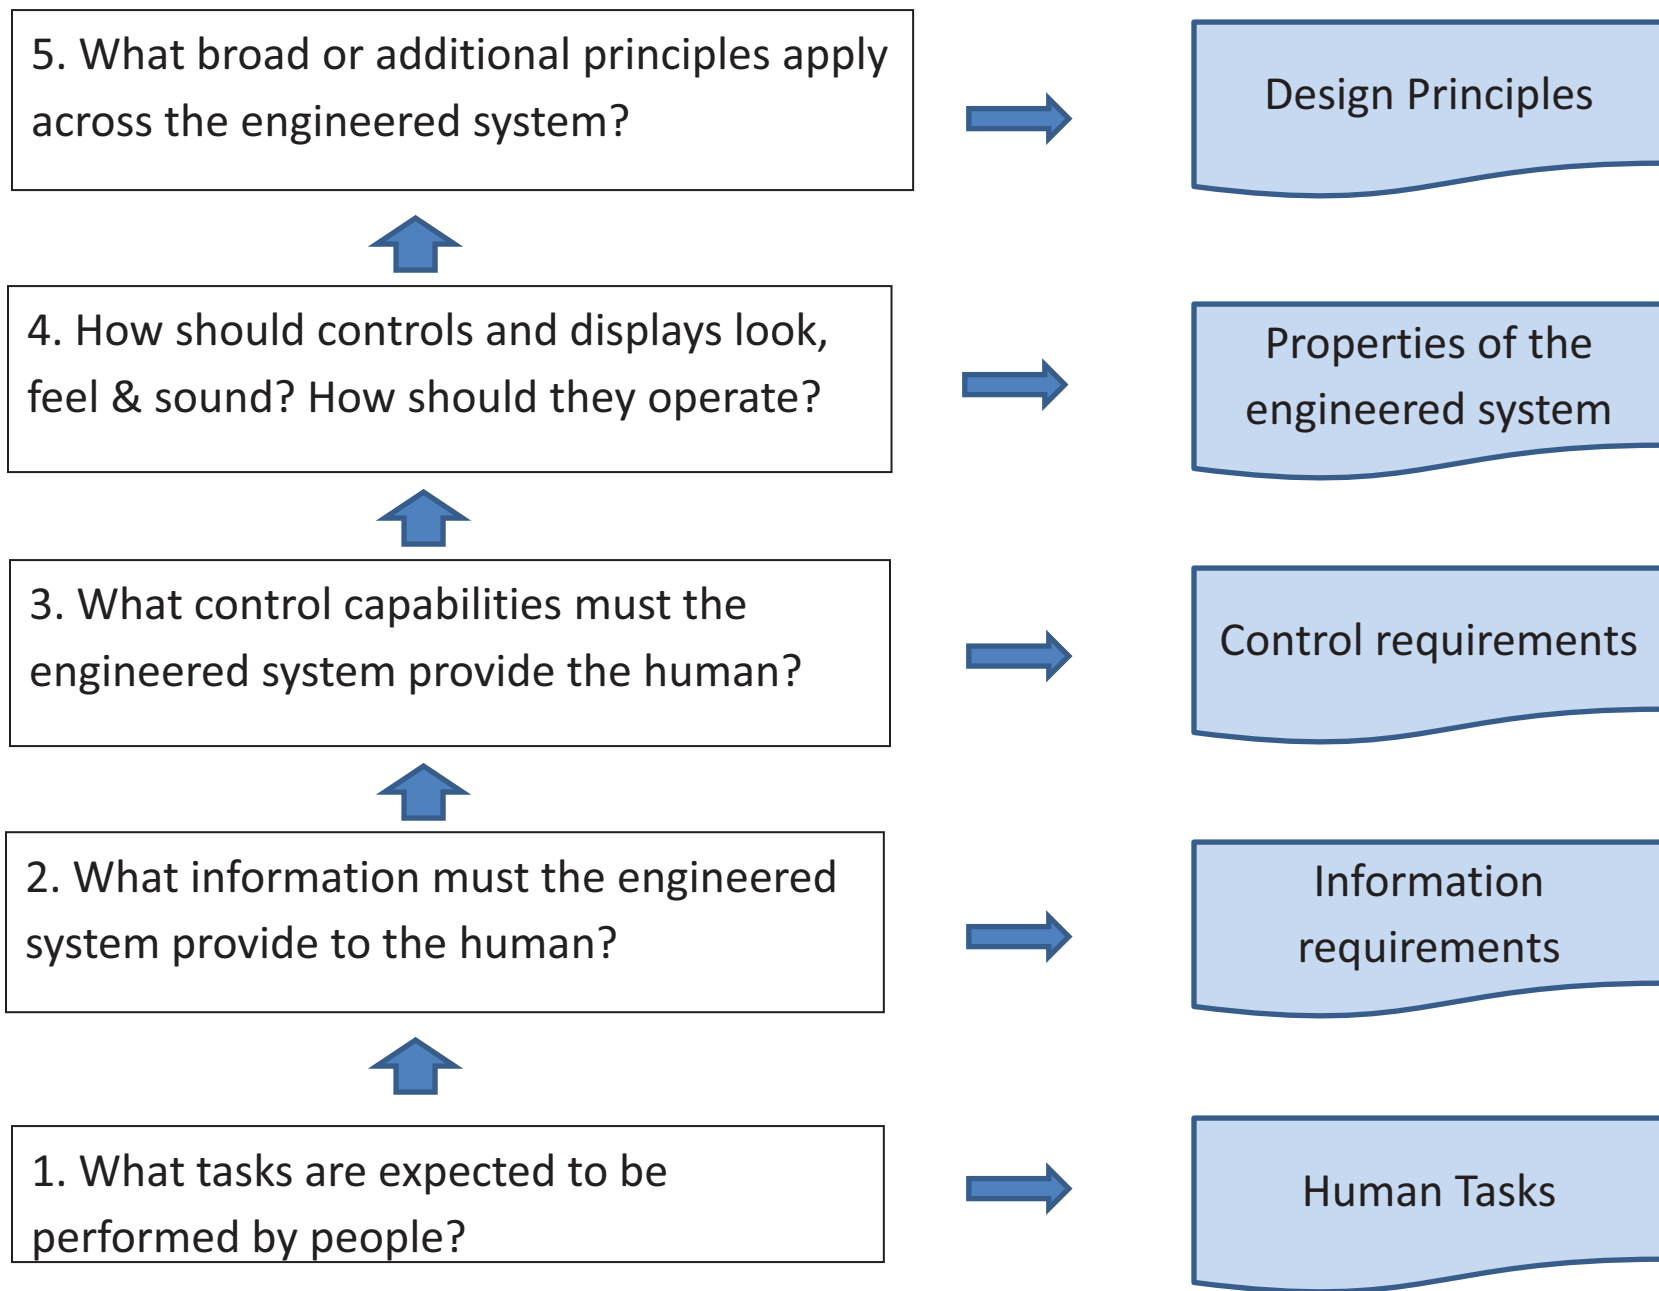 5. What broad or additional principles apply
across the engineered system?
Design Principles
4. How should controls and displays look,
feel & sound? How should they operate?
Properties of the
engineered system
3. What control capabilities must the
engineered system provide the human?
Control requirements
2. What information must the engineered
system provide to the human?
Information
requirements
1. What tasks are expected to be
performed by people?
Human Tasks